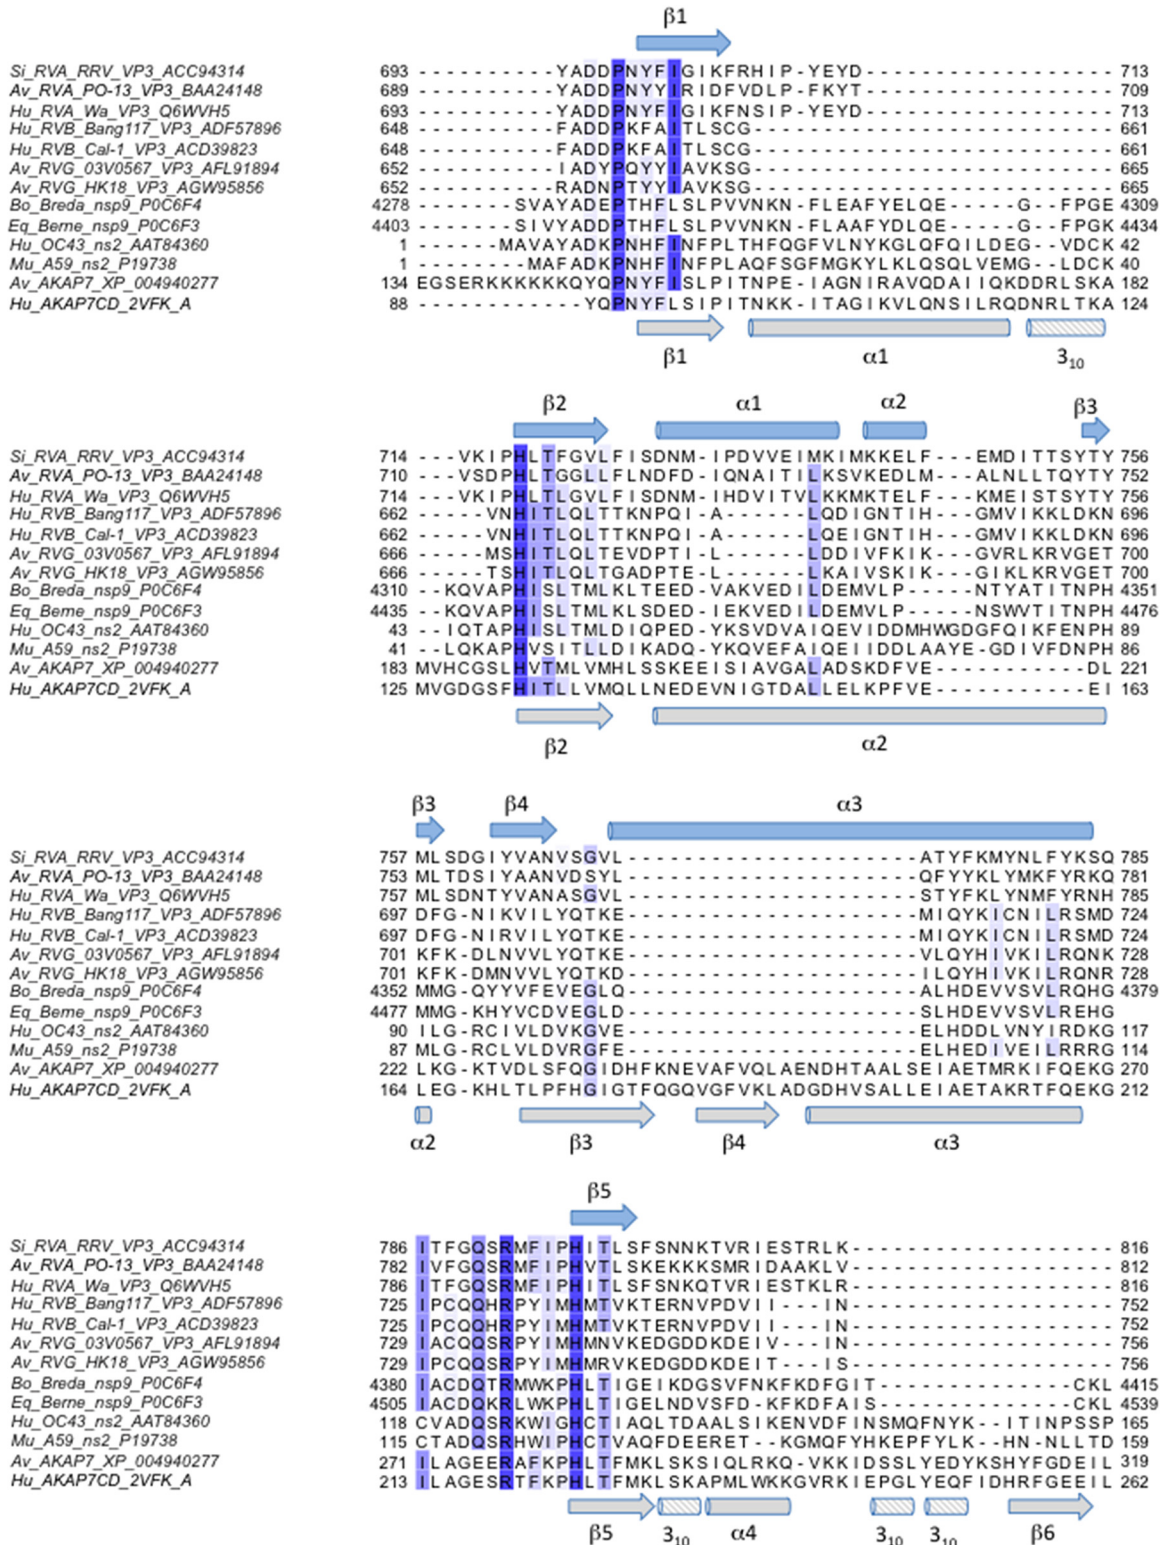 β1
Si_RVA_RRV_VP3_ACC94314 693 ----------YADDPNYFIGIKFRHIP-YEYD------------------ 713
Av_RVA_PO-13_VP3_BAA24148 689 ----------YADDPNYYIRIDFVDLP-FKYT------------------ 709
Hu_RVA_Wa_VP3_Q6WVH5 693 ----------YADDPNYFIGIKFNSIP-YEYD------------------ 713
Hu_RVB_Bang117_VP3_ADF57896 648 ----------FADDPKFAITLSCG-------------------------- 661
Hu_RVB_Cal-1_VP3_ACD39823 648 ----------FADDPKFAITLSCG-------------------------- 661
Av_RVG_03V0567_VP3_AFL91894 652 ----------IADYPQYYIAVKSG-------------------------- 665
Av_RVG_HK18_VP3_AGW95856 652 ----------RADNPTYYIAVKSG-------------------------- 665
Bo_Breda_nsp9_P0C6F4 4278 -------SVAYADEPTHFLSLPVVNKN-FLEAFYELQE-----G--FPGE 4309
Eq_Berne_nsp9_P0C6F3 4403 -------SIVYADDPTHFLSLPVVNKN-FLAAFYDLQE-----G--FPGK 4434
Hu_OC43_ns2_AAT84360 1 ------MAVAYADKPNHFINFPLTHFQGFVLNYKGLQFQILDEG--VDCK 42
Mu_A59_ns2_P19738 1 --------MAFADKPNHFINFPLAQFSGFMGKYLKLQSQLVEMG--LDCK 40
Av_AKAP7_XP_004940277 134 EGSERKKKKKKQYQPNYFISLPITNPE-IAGNIRAVQDAIIQKDDRLSKA 182
Hu_AKAP7CD_2VFK_A 88 ------------YQPNYFLSIPITNKK-ITAGIKVLQNSILRQDNRLTKA 124
β1 α1 3₁₀
β2 α1 α2 β3
Si_RVA_RRV_VP3_ACC94314 714 ---VKIPHLTFGVLFISDNM-IPDVVEIMKIMKKELF---EMDITTSYTY 756
Av_RVA_PO-13_VP3_BAA24148 710 ---VSDPHLTGGLLFLNDFD-IQNAITILKSVKEDLM---ALNLLTQYTY 752
Hu_RVA_Wa_VP3_Q6WVH5 714 ---VKIPHLTLGVLFISDNM-IHDVITVLKKMKTELF---KMEISTSYTY 756
Hu_RVB_Bang117_VP3_ADF57896 662 -----VNHITLQLTTKNPQI-A------LQDIGNTIH---GMVIKKLDKN 696
Hu_RVB_Cal-1_VP3_ACD39823 662 -----VNHITLQLTTKNPQI-A------LQEIGNTIH---GMVIKKLDKN 696
Av_RVG_03V0567_VP3_AFL91894 666 -----MSHITLQLTEVDPTI-L------LDDIVFKIK---GVRLKRVGET 700
Av_RVG_HK18_VP3_AGW95856 666 -----TSHITLQLTGADPTE-L------LKAIVSKIK---GIKLKRVGET 700
Bo_Breda_nsp9_P0C6F4 4310 --KQVAPHISLTMLKLTEED-VAKVEDILDEMVLP-----NTYATITNPH 4351
Eq_Berne_nsp9_P0C6F3 4435 --KQVAPHISLTMLKLSDED-IEKVEDILDEMVLP-----NSWVTITNPH 4476
Hu_OC43_ns2_AAT84360 43 --IQTAPHISLTMLDIQPED-YKSVDVAIQEVIDDMHWGDGFQIKFENPH 89
Mu_A59_ns2_P19738 41 --LQKAPHVSITLLDIKADQ-YKQVEFAIQEIIDDLAAYE-GDIVFDNPH 86
Av_AKAP7_XP_004940277 183 MVHCGSLHVTMLVMHLSSKEEISIAVGALADSKDFVE-----------DL 221
Hu_AKAP7CD_2VFK_A 125 MVGDGSFHITLLVMQLLNEDEVNIGTDALLELKPFVE-----------EI 163
β2 α2
β3 β4 α3
Si_RVA_RRV_VP3_ACC94314 757 MLSDGIYVANVSGVL---------------------ATYFKMYNLFYKSQ 785
Av_RVA_PO-13_VP3_BAA24148 753 MLTDSIYAANVDSYL---------------------QFYYKLYMKFYRKQ 781
Hu_RVA_Wa_VP3_Q6WVH5 757 MLSDNTYVANASGVL---------------------STYFKLYNMFYRNH 785
Hu_RVB_Bang117_VP3_ADF57896 697 DFG-NIKVILYQTKE---------------------MIQYKICNILRSMD 724
Hu_RVB_Cal-1_VP3_ACD39823 697 DFG-NIRVILYQTKE---------------------MIQYKICNILRSMD 724
Av_RVG_03V0567_VP3_AFL91894 701 KFK-DLNVVLYQTKE---------------------VLQYHIVKILRQNK 728
Av_RVG_HK18_VP3_AGW95856 701 KFK-DMNVVLYQTKD---------------------ILQYHIVKILRQNR 728
Bo_Breda_nsp9_P0C6F4 4352 MMG-QYYVFEVEGLQ---------------------ALHDEVVSVLRQHG 4379
Eq_Berne_nsp9_P0C6F3 4477 MMG-KHYVCDVEGLD---------------------SLHDEVVSVLREHG
Hu_OC43_ns2_AAT84360 90 ILG-RCIVLDVKGVE---------------------ELHDDLVNYIRDKG 117
Mu_A59_ns2_P19738 87 MLG-RCLVLDVRGFE---------------------ELHEDIVEILRRRG 114
Av_AKAP7_XP_004940277 222 LKG-KTVDLSFQGIDHFKNEVAFVQLAENDHTAALSEIAETMRKIFQEKG 270
Hu_AKAP7CD_2VFK_A 164 LEG-KHLTLPFHGIGTFQGQVGFVKLADGDHVSALLEIAETAKRTFQEKG 212
α2 β3 β4 α3
β5
Si_RVA_RRV_VP3_ACC94314 786 ITFGQSRMFIPHITLSFSNNKTVRIESTRLK------------------- 816
Av_RVA_PO-13_VP3_BAA24148 782 IVFGQSRMFIPHVTLSKEKKKSMRIDAAKLV------------------- 812
Hu_RVA_Wa_VP3_Q6WVH5 786 ITFGQSRMFIPHITLSFSNKQTVRIESTKLR------------------- 816
Hu_RVB_Bang117_VP3_ADF57896 725 IPCQQHRPYIMHMTVKTERNVPDVII---IN------------------- 752
Hu_RVB_Cal-1_VP3_ACD39823 725 IPCQQHRPYIMHMTVKTERNVPDVII---IN------------------- 752
Av_RVG_03V0567_VP3_AFL91894 729 IACQQSRPYIMHMNVKEDGDDKDEIV---IN------------------- 756
Av_RVG_HK18_VP3_AGW95856 729 IPCQQSRPYIMHMRVKEDGDDKDEIT---IS------------------- 756
Bo_Breda_nsp9_P0C6F4 4380 IACDQTRMWKPHLTIGEIKDGSVFNKFKDFGIT--------------CKL 4415
Eq_Berne_nsp9_P0C6F3 4505 IACDQKRLWKPHLTIGELNDVSFD-KFKDFAIS--------------CKL 4539
Hu_OC43_ns2_AAT84360 118 CVADQSRKWIGHCTIAQLTDAALSIKENVDFINSMQFNYK--ITINPSSP 165
Mu_A59_ns2_P19738 115 CTADQSRHWIPHCTVAQFDEERET--KGMQFYHKEPFYLK--HN-NLLTD 159
Av_AKAP7_XP_004940277 271 ILAGEERAFKPHLTFMKLSKSIQLRKQ-VKKIDSSLYEDYKSHYFGDEIL 319
Hu_AKAP7CD_2VFK_A 213 ILAGESRTFKPHLTFMKLSKAPMLWKKGVRKIEPGLYEQFIDHRFGEEIL 262
β5 3₁₀ α4 3₁₀ 3₁₀ β6